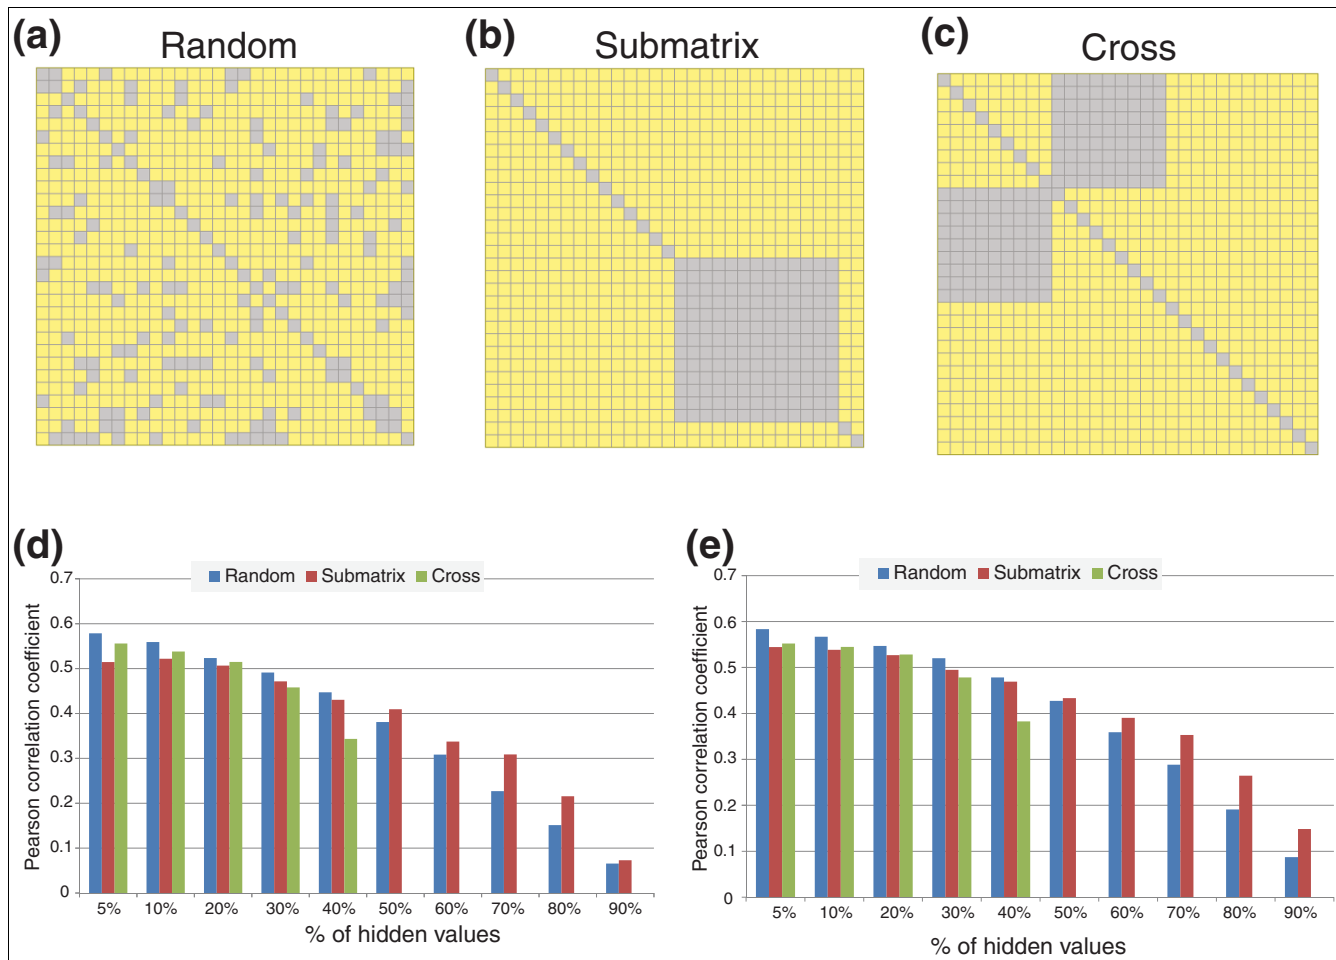 (a) Random
(b) Submatrix
(c) Cross
(d)
Random Submatrix Cross
Pearson correlation coefficient
0.7
0.6
0.5
0.4
0.3
0.2
0.1
0
5% 10% 20% 30% 40% 50% 60% 70% 80% 90%
% of hidden values
(e)
Random Submatrix Cross
Pearson correlation coefficient
0.7
0.6
0.5
0.4
0.3
0.2
0.1
0
5% 10% 20% 30% 40% 50% 60% 70% 80% 90%
% of hidden values